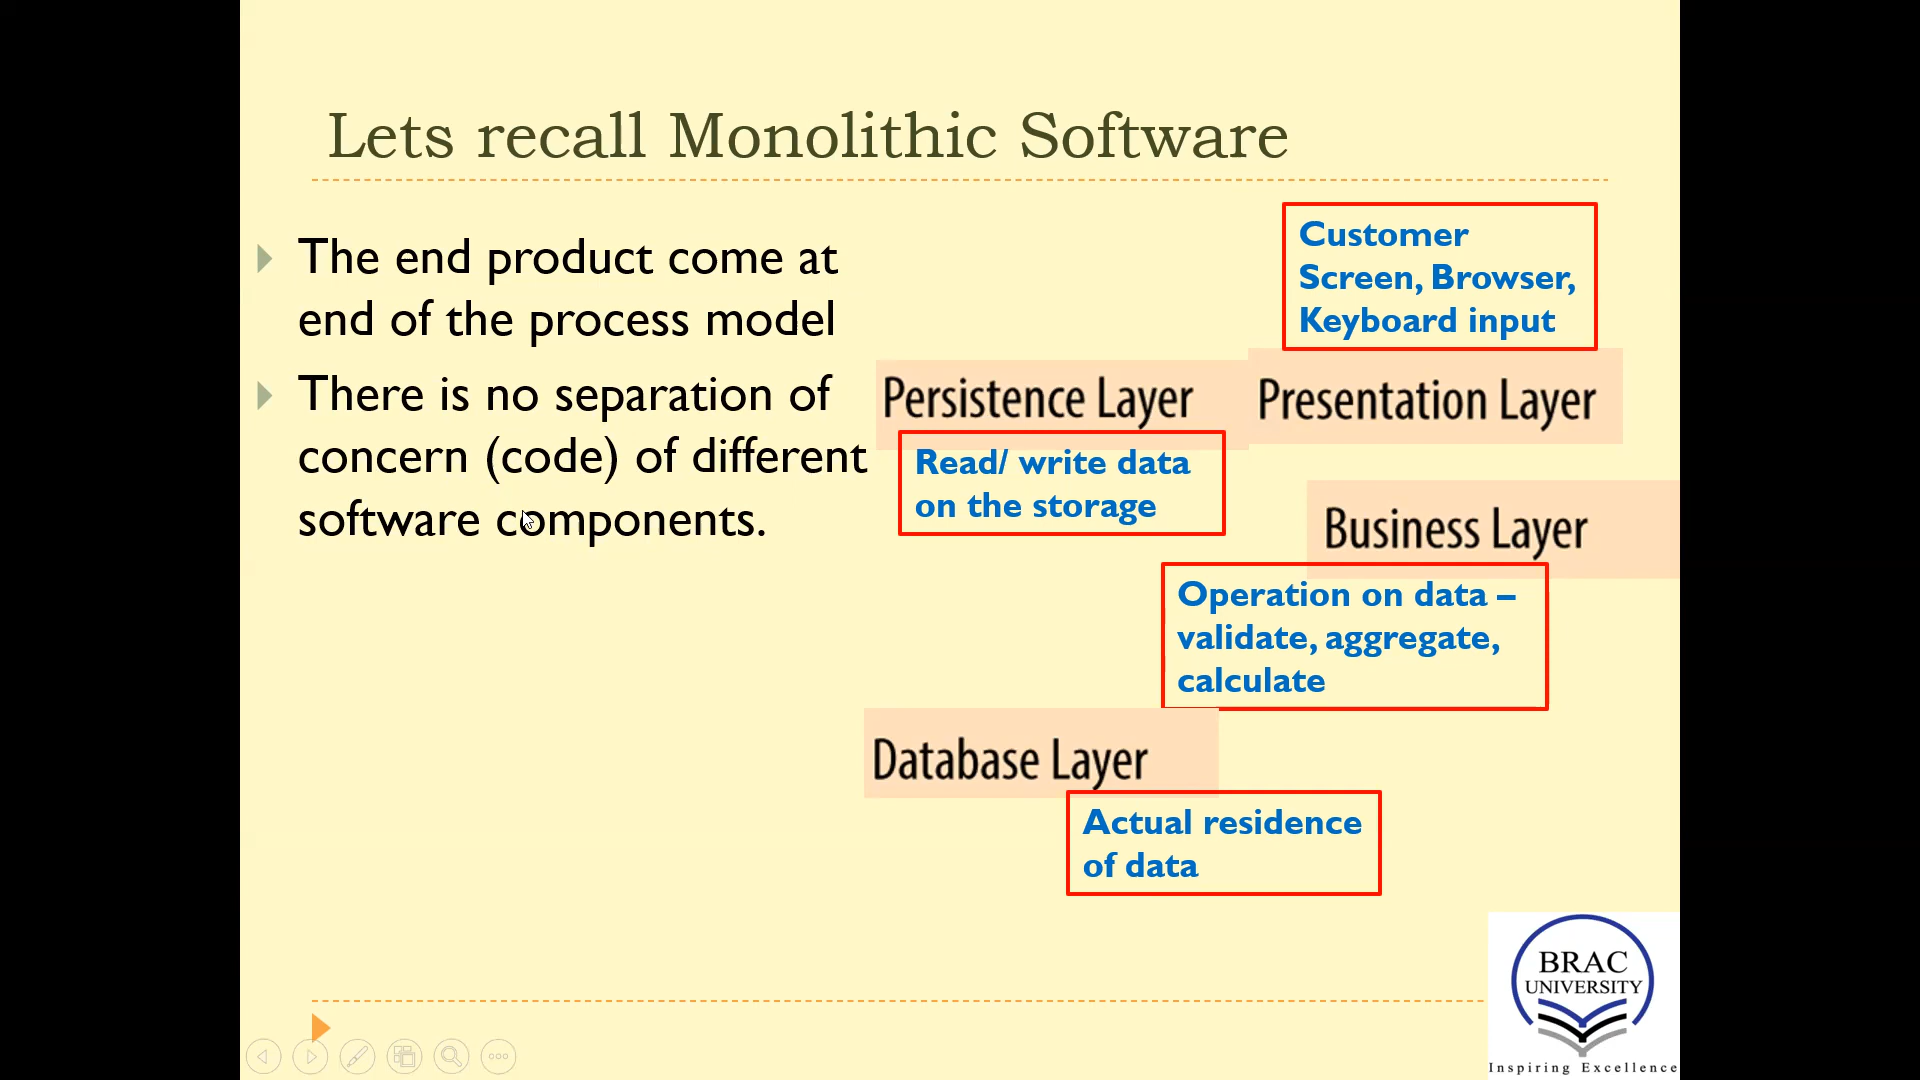 Lets recall Monolithic Software
The end product come at
end of the process model
There is no separation of
concern (code) of different
software components.
Customer
Screen, Browser,
Keyboard input
Persistence Layer
Presentation Layer
Read/ write data
on the storage
Business Layer
Operation on data –
validate, aggregate,
calculate
Database Layer
Actual residence
of data
BRAC
UNIVERSITY
Inspiring Excellence